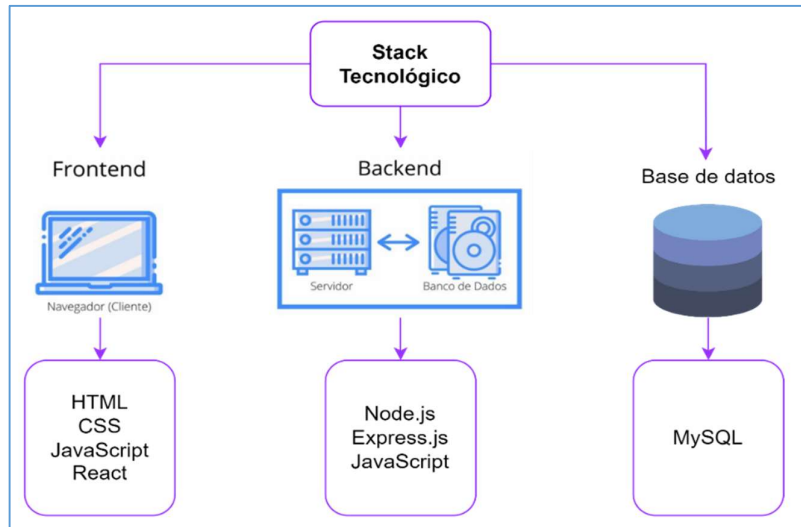 Stack
Tecnológico
Frontend
Backend
Base de datos
Navegador (Cliente)
Servidor
Banco de Dados
HTML
CSS
JavaScript
React
Node.js
Express.js
JavaScript
MySQL